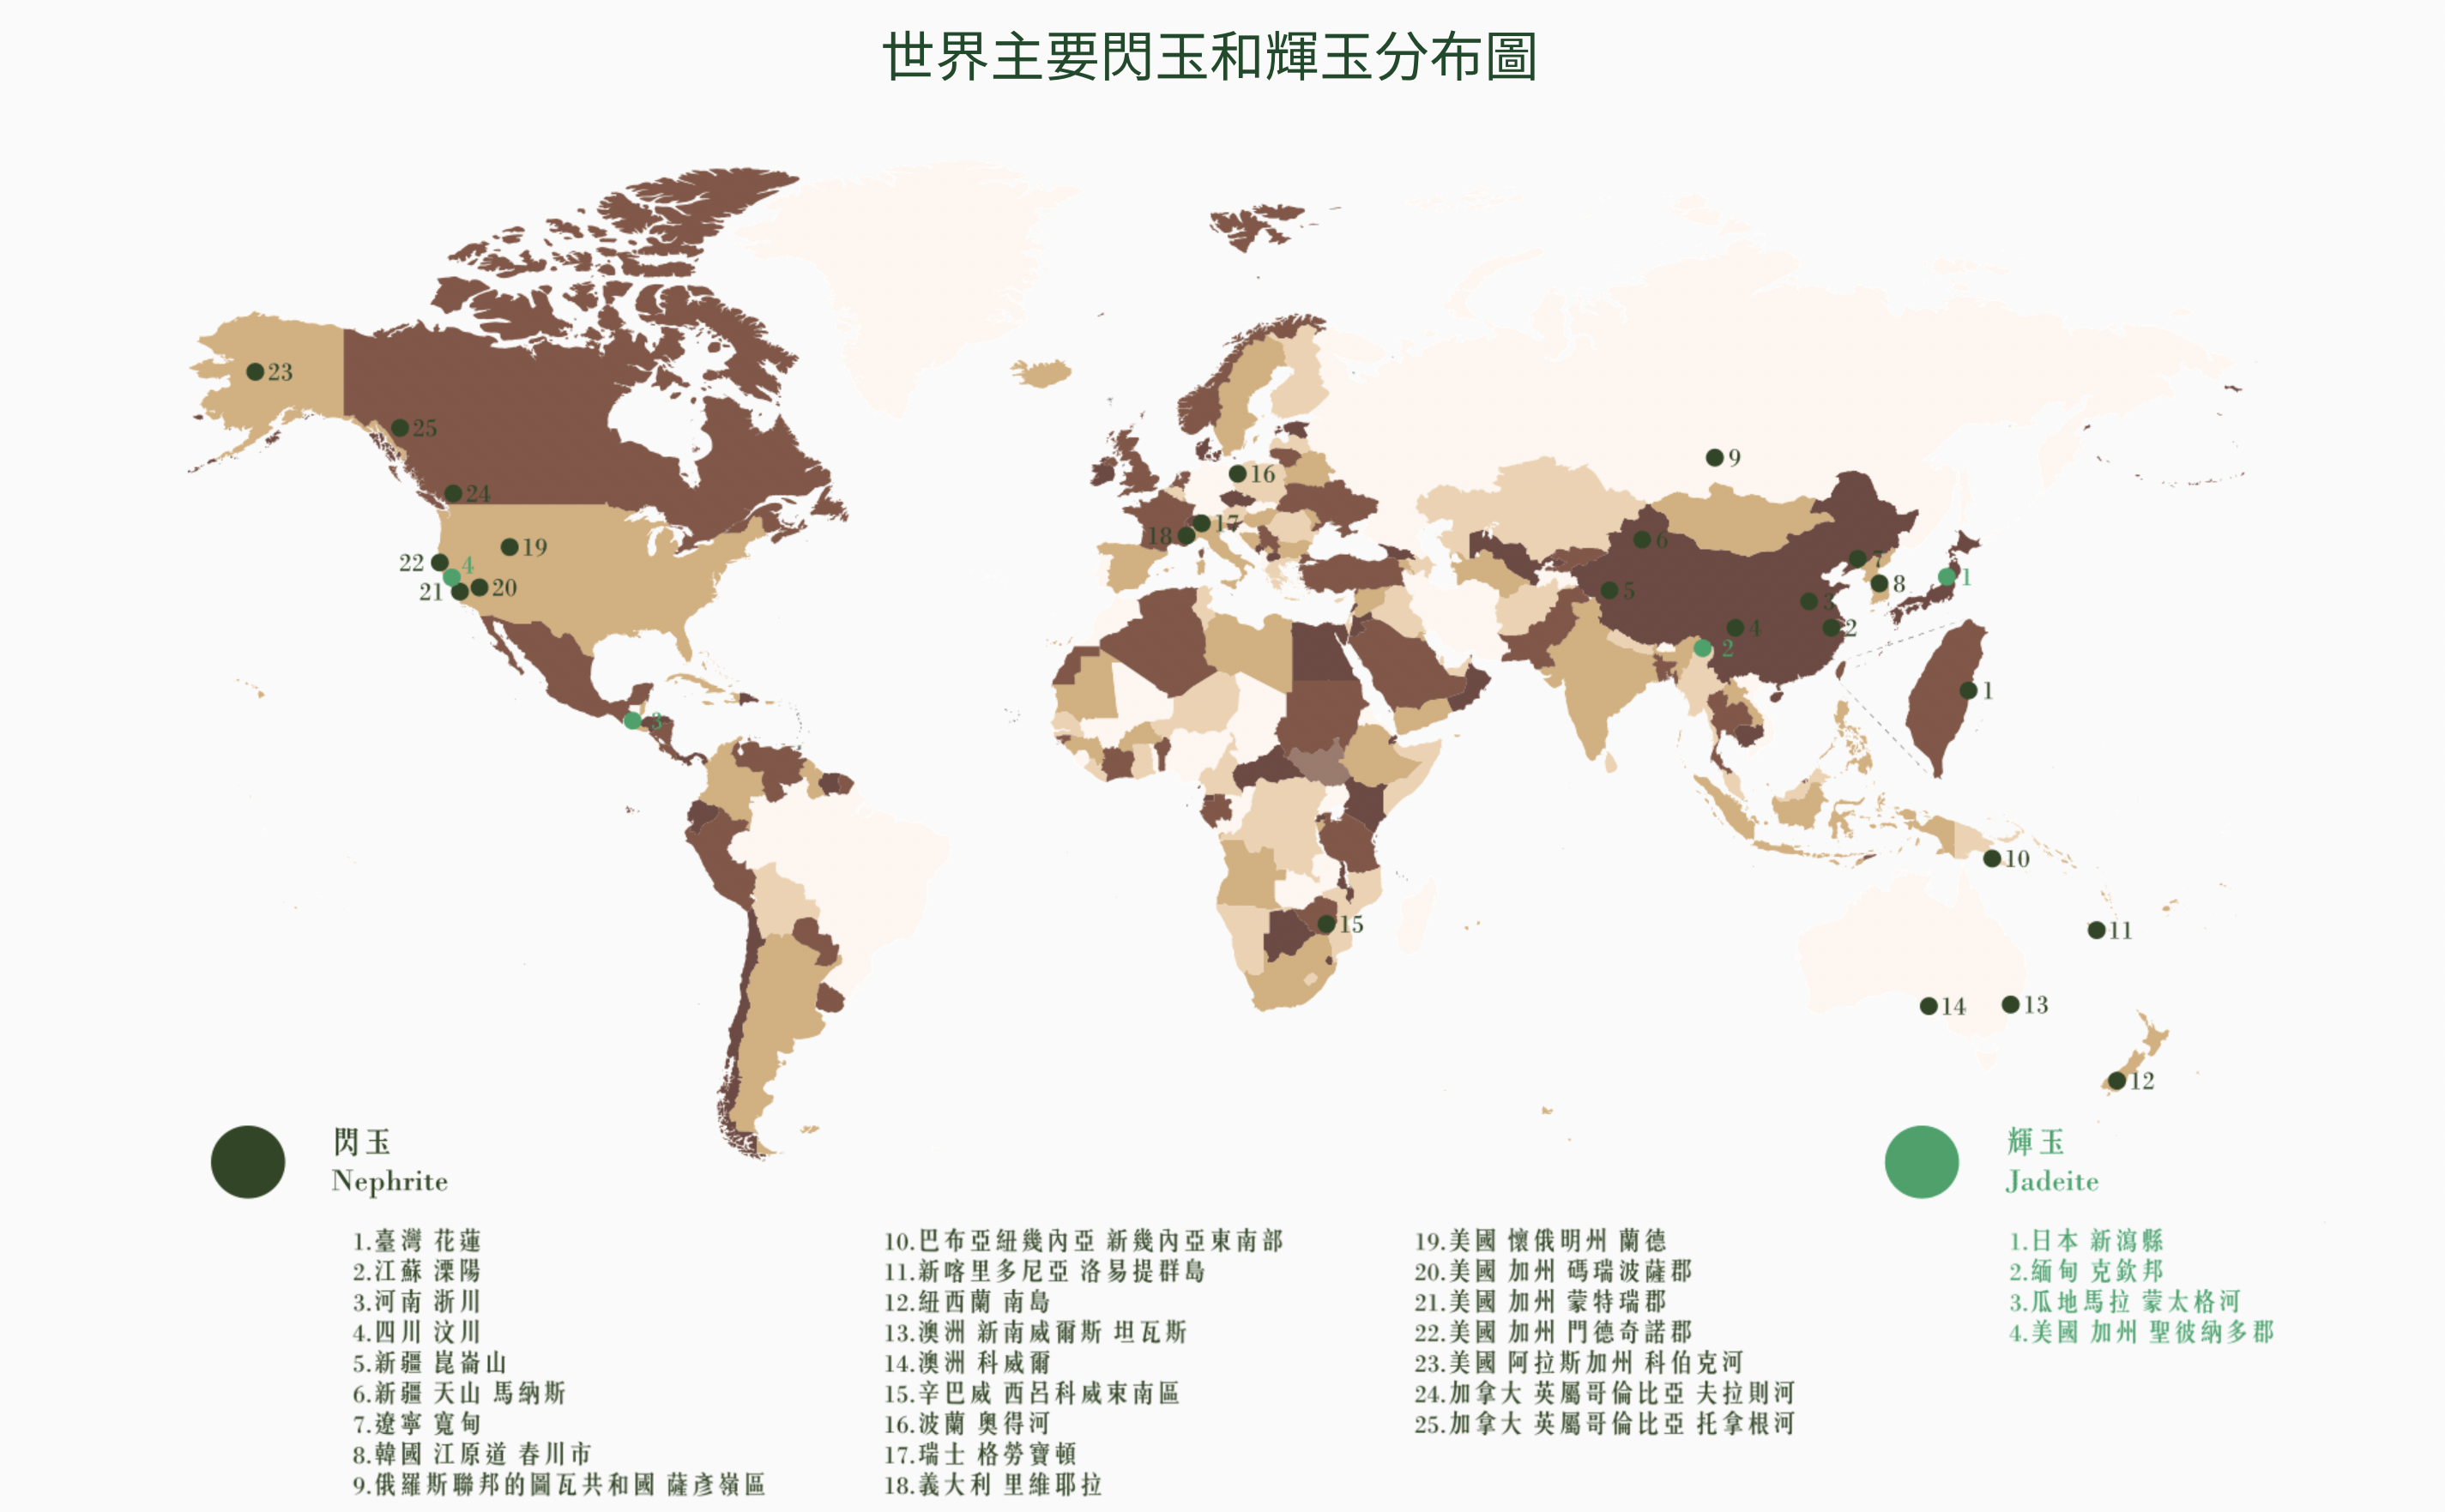 世界主要閃玉和輝玉分布圖
23
25
24
19
22
4
21
20
3
16
17
18
15
9
6
5
7
8
3
4
2
2
1
1
10
11
14
13
12
閃玉
Nephrite
1.臺灣 花蓮
2.江蘇 溧陽
3.河南 浙川
4.四川 汶川
5.新疆 崑崙山
6.新疆 天山 馬納斯
7.遼寧 寬甸
8.韓國 江原道 春川市
9.俄羅斯聯邦的圖瓦共和國 薩彥嶺區
10.巴布亞紐幾內亞 新幾內亞東南部
11.新喀里多尼亞 洛易提群島
12.紐西蘭 南島
13.澳洲 新南威爾斯 坦瓦斯
14.澳洲 科威爾
15.辛巴威 西呂科威東南區
16.波蘭 奧得河
17.瑞士 格勞寶頓
18.義大利 里維耶拉
19.美國 懷俄明州 蘭德
20.美國 加州 碼瑞波薩郡
21.美國 加州 蒙特瑞郡
22.美國 加州 門德奇諾郡
23.美國 阿拉斯加州 科伯克河
24.加拿大 英屬哥倫比亞 夫拉則河
25.加拿大 英屬哥倫比亞 托拿根河
輝玉
Jadeite
1.日本 新瀉縣
2.緬甸 克欽邦
3.瓜地馬拉 蒙太格河
4.美國 加州 聖彼納多郡